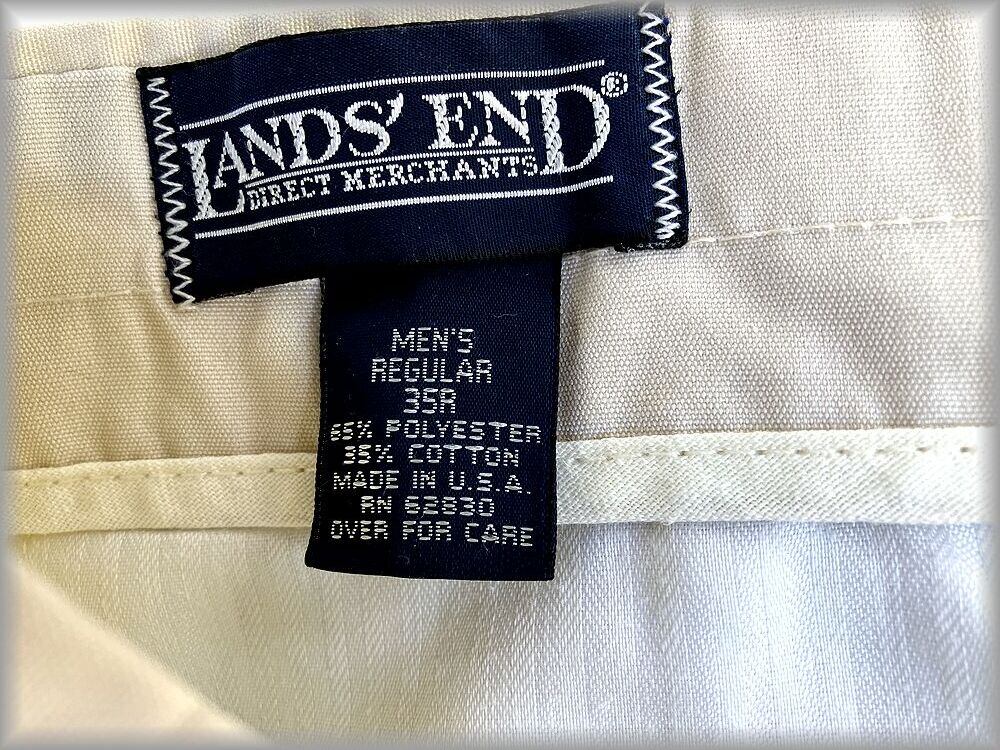 LANDS' END®
DIRECT MERCHANTS
MEN'S
REGULAR
35R
65% POLYESTER
35% COTTON
MADE IN U.S.A.
RN 62830
OVER FOR CARE